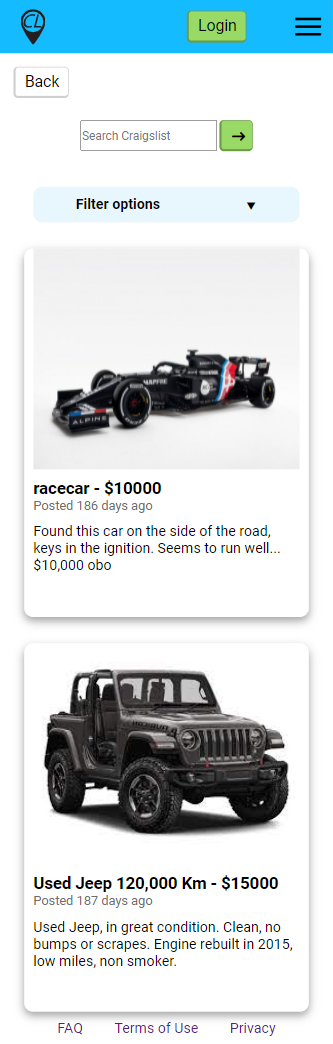 CL
Login
Back
Search Craigslist
Filter options
MAPFRE
ALPINE
racecar - $10000
Posted 186 days ago
Found this car on the side of the road,
keys in the ignition. Seems to run well...
$10,000 obo
Used Jeep 120,000 Km - $15000
Posted 187 days ago
Used Jeep, in great condition. Clean, no
bumps or scrapes. Engine rebuilt in 2015,
low miles, non smoker.
FAQ Terms of Use Privacy